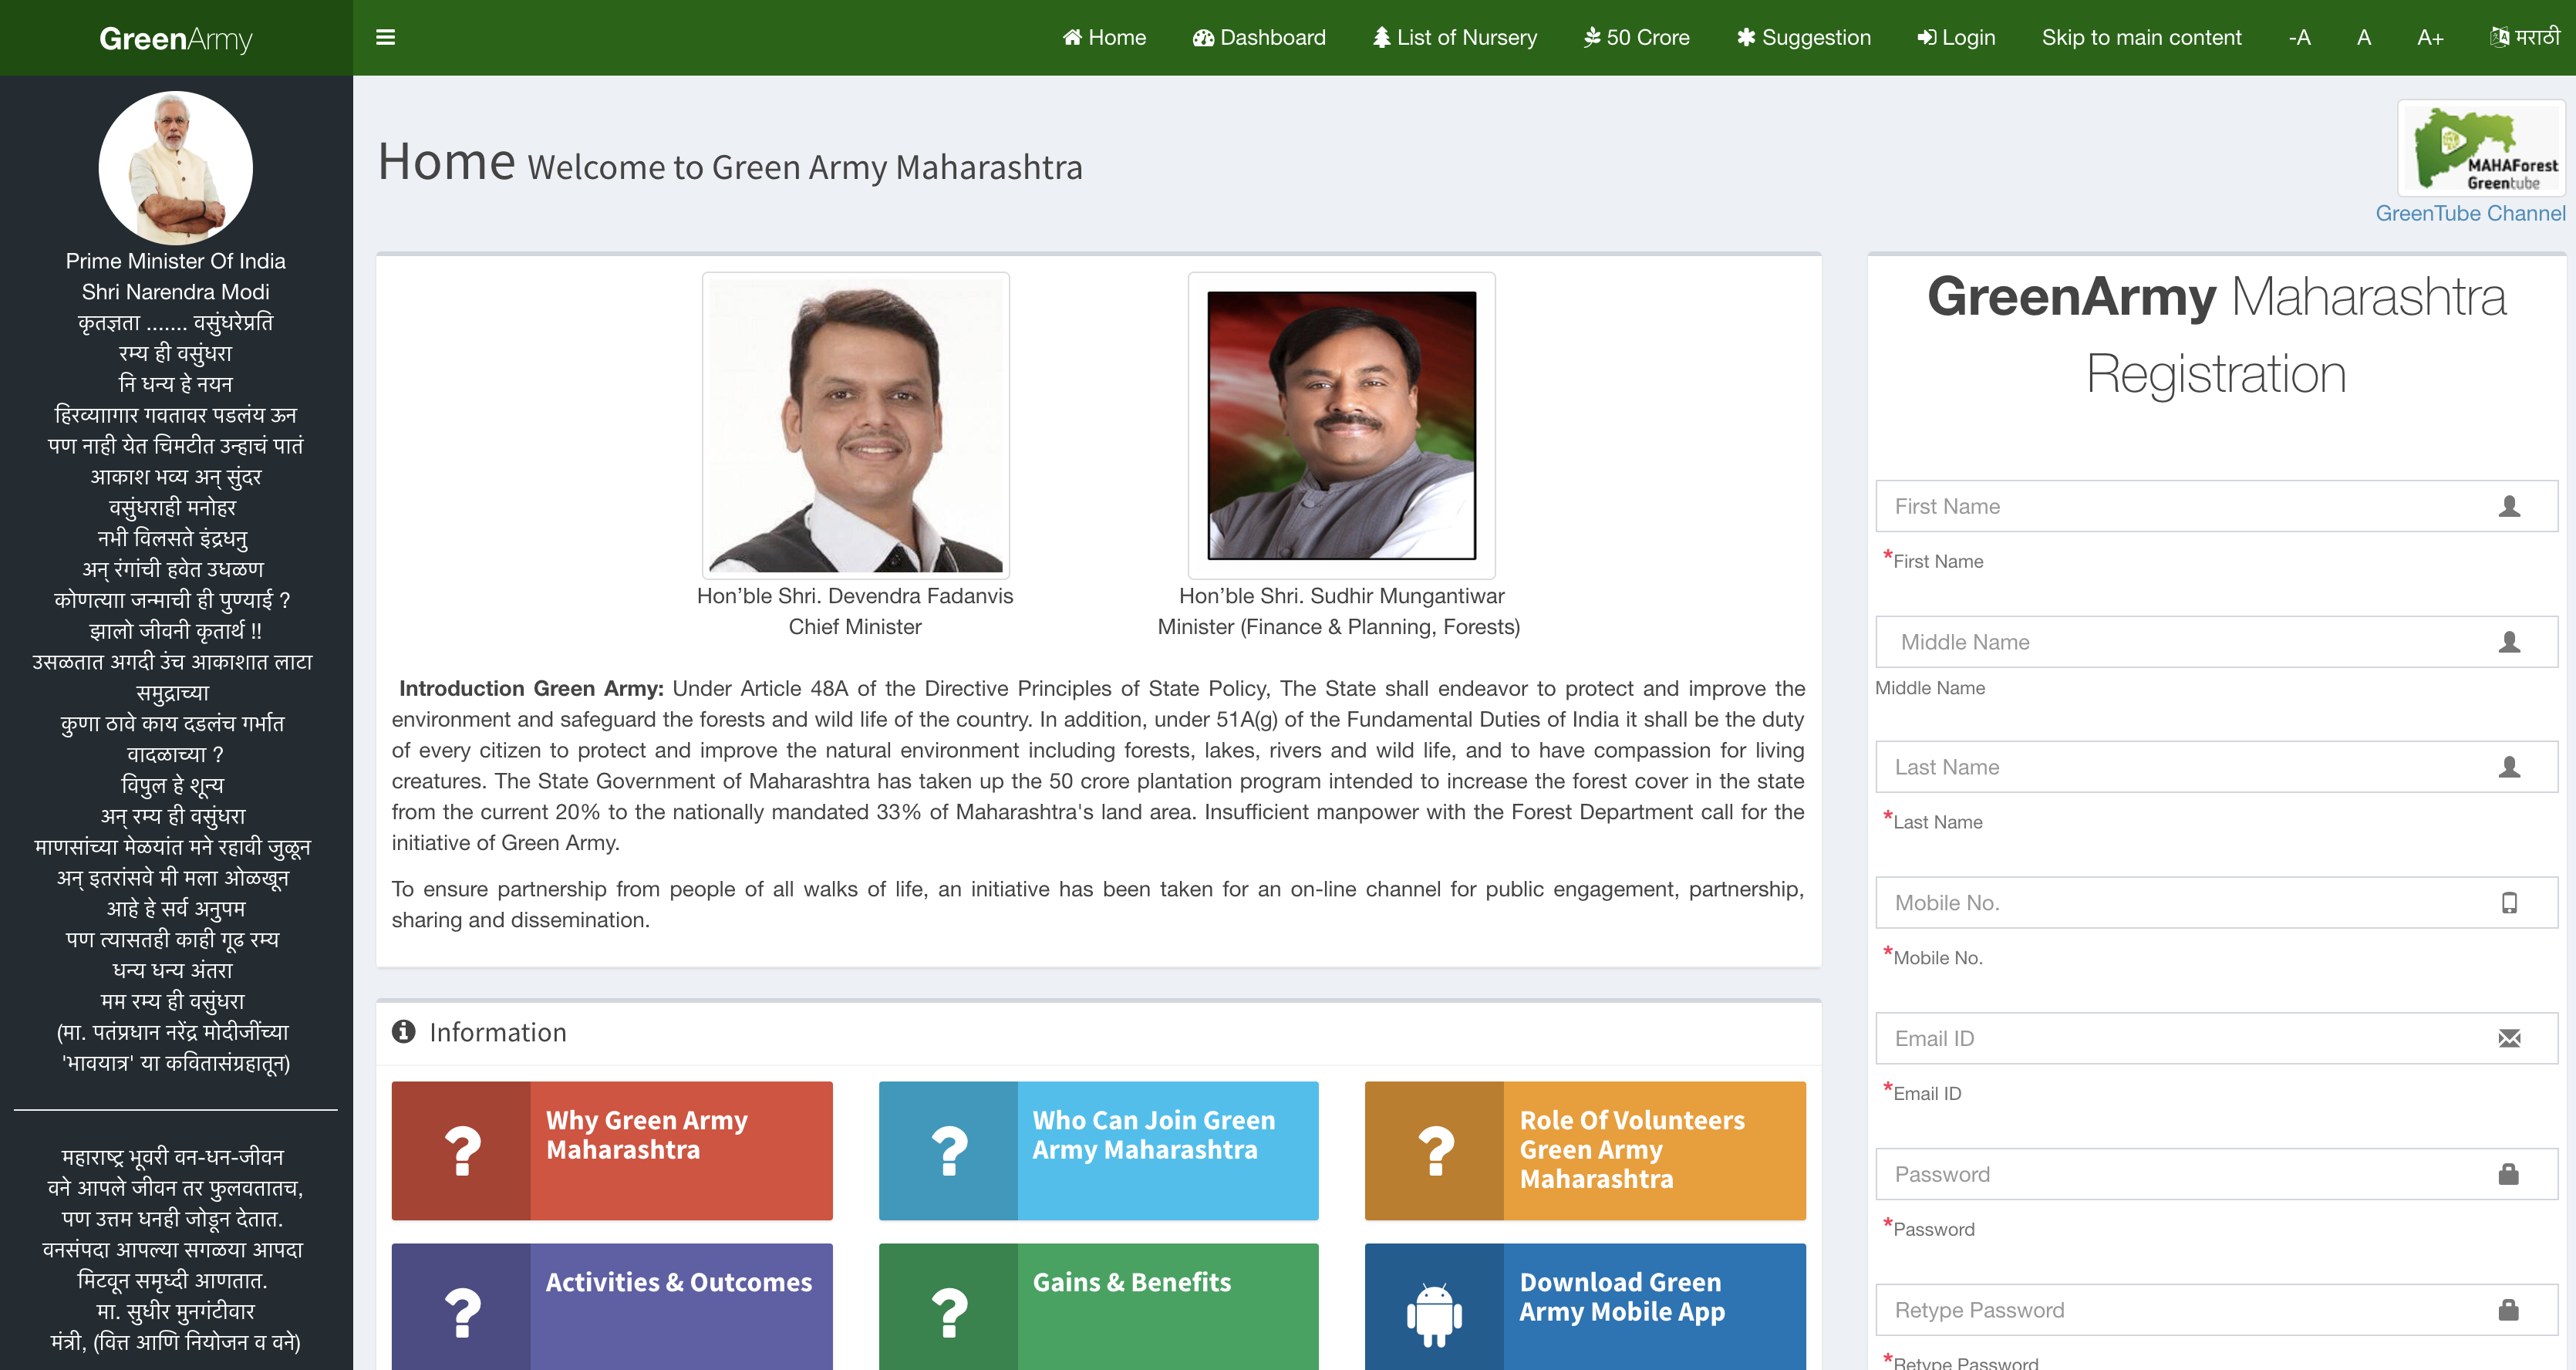 GreenArmy
Home
Dashboard
List of Nursery
50 Crore
Suggestion
Login
Skip to main content
-A
A
A+
मराठी
Prime Minister Of India
Shri Narendra Modi
कृतज्ञता ....... वसुंधरेप्रति
रम्य ही वसुंधरा
नि धन्य हे नयन
हिरव्याागार गवतावर पडलंय ऊन
पण नाही येत चिमटीत उन्हाचं पातं
आकाश भव्य अन् सुंदर
वसुंधराही मनोहर
नभी विलसते इंद्रधनु
अन् रंगांची हवेत उधळण
कोणत्याा जन्माची ही पुण्याई ?
झालो जीवनी कृतार्थ !!
उसळतात अगदी उंच आकाशात लाटा
समुद्राच्या
कुणा ठावे काय दडलंच गर्भात
वादळाच्या ?
विपुल हे शून्य
अन् रम्य ही वसुंधरा
माणसांच्या मेळयांत मने रहावी जुळून
अन् इतरांसवे मी मला ओळखून
आहे हे सर्व अनुपम
पण त्यासतही काही गूढ रम्य
धन्य धन्य अंतरा
मम रम्य ही वसुंधरा
(मा. पतंप्रधान नरेंद्र मोदीजींच्या
'भावयात्र' या कवितासंग्रहातून)
महाराष्ट्र भूवरी वन-धन-जीवन
वने आपले जीवन तर फुलवतातच,
पण उत्तम धनही जोडून देतात.
वनसंपदा आपल्या सगळया आपदा
मिटवून समृध्दी आणतात.
मा. सुधीर मुनगंटीवार
मंत्री, (वित्त आणि नियोजन व वने)
Home Welcome to Green Army Maharashtra
MAHAForest
Greentube
GreenTube Channel
Hon’ble Shri. Devendra Fadanvis
Chief Minister
Hon’ble Shri. Sudhir Mungantiwar
Minister (Finance & Planning, Forests)
Introduction Green Army: Under Article 48A of the Directive Principles of State Policy, The State shall endeavor to protect and improve the
environment and safeguard the forests and wild life of the country. In addition, under 51A(g) of the Fundamental Duties of India it shall be the duty
of every citizen to protect and improve the natural environment including forests, lakes, rivers and wild life, and to have compassion for living
creatures. The State Government of Maharashtra has taken up the 50 crore plantation program intended to increase the forest cover in the state
from the current 20% to the nationally mandated 33% of Maharashtra's land area. Insufficient manpower with the Forest Department call for the
initiative of Green Army.
To ensure partnership from people of all walks of life, an initiative has been taken for an on-line channel for public engagement, partnership,
sharing and dissemination.
Information
Why Green Army
Maharashtra
Who Can Join Green
Army Maharashtra
Role Of Volunteers
Green Army
Maharashtra
Activities & Outcomes
Gains & Benefits
Download Green
Army Mobile App
GreenArmy Maharashtra
Registration
First Name
*First Name
Middle Name
Middle Name
Last Name
*Last Name
Mobile No.
*Mobile No.
Email ID
*Email ID
Password
*Password
Retype Password
*Retype Password